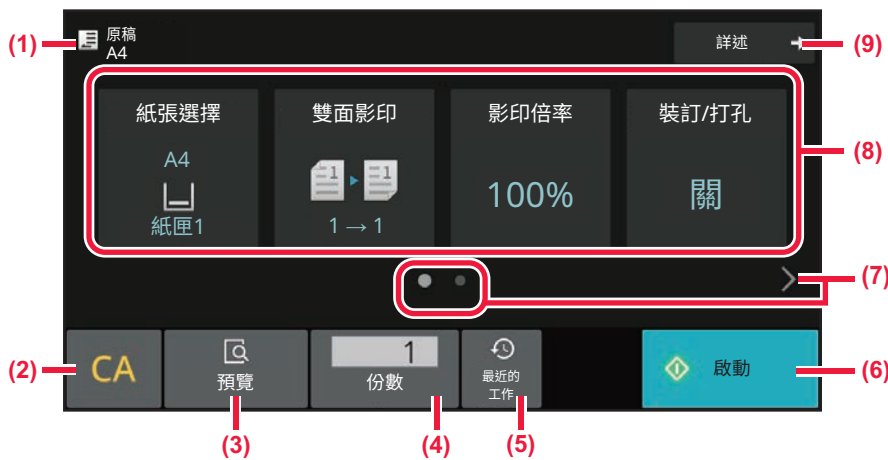 (1)
原稿
A4
詳述
(9)
紙張選擇
A4
紙匣1
雙面影印
1
1
1 → 1
影印倍率
100%
裝訂/打孔
關
(8)
(7)
(2)
CA
預覽
1
份數
最近的
工作
啟動
(6)
(3)
(4)
(5)